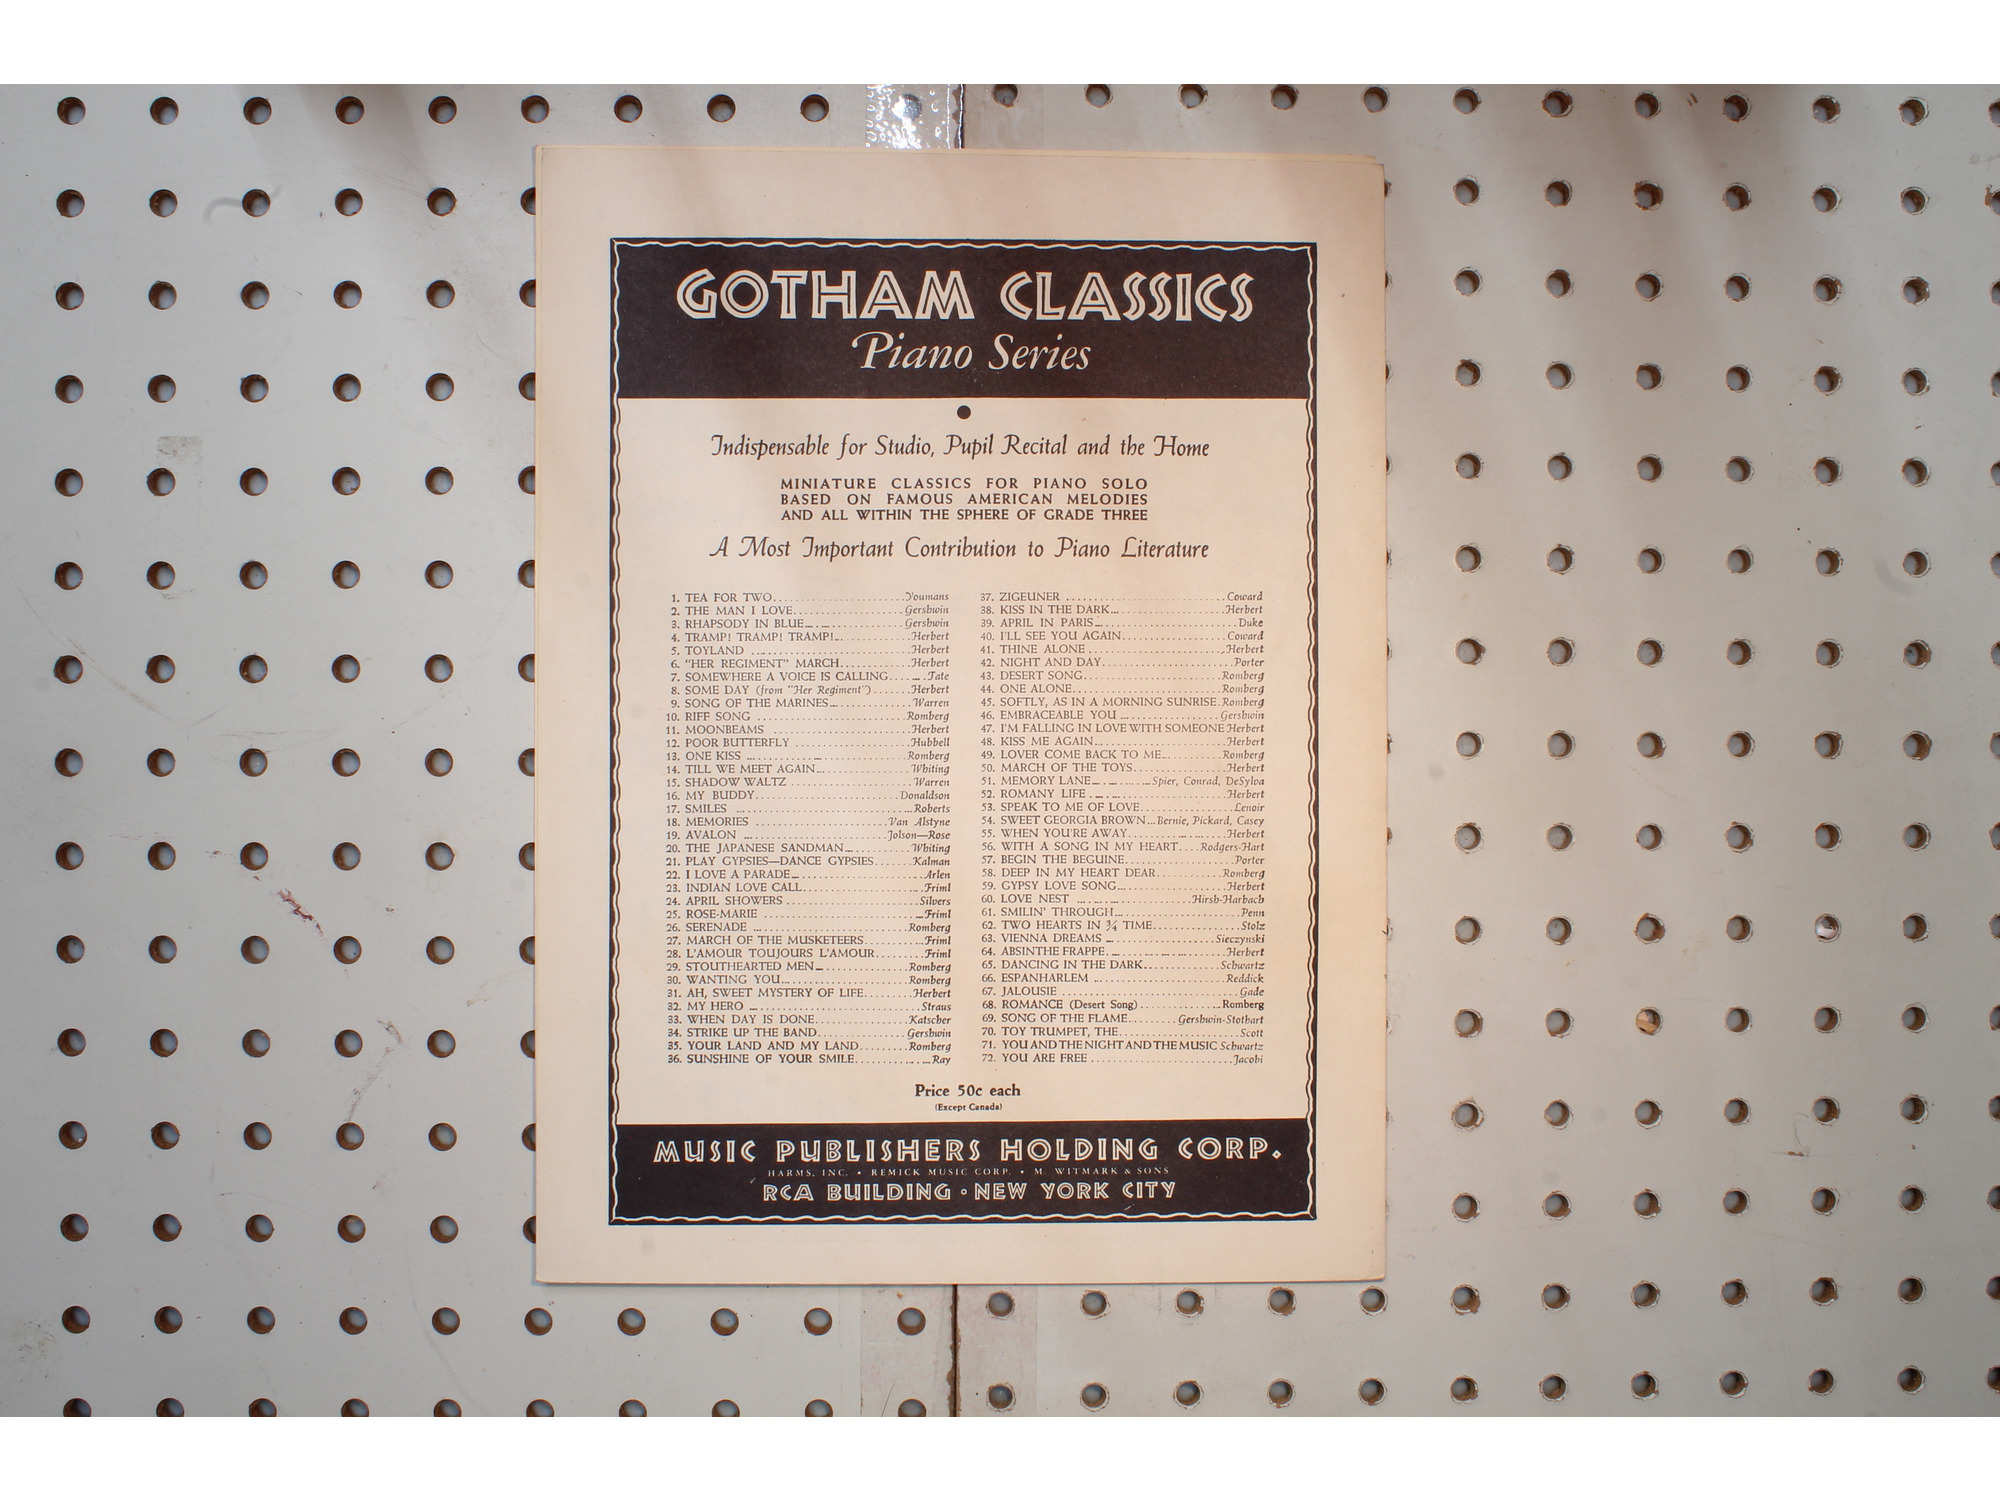 GOTHAM CLASSICS
Piano Series
Indispensable for Studio, Pupil Recital and the Home
MINIATURE CLASSICS FOR PIANO SOLO
BASED ON FAMOUS AMERICAN MELODIES
AND ALL WITHIN THE SPHERE OF GRADE THREE
A Most Important Contribution to Piano Literature
1. TEA FOR TWO....................Youmans
2. THE MAN I LOVE....................Gershwin
3. RHAPSODY IN BLUE....................Gershwin
4. TRAMP! TRAMP! TRAMP!....................Herbert
5. TOYLAND ....................Herbert
6. "HER REGIMENT" MARCH............Herbert
7. SOMEWHERE A VOICE IS CALLING.......Tate
8. SOME DAY (from "Her Regiment").......Herbert
9. SONG OF THE MARINES...............Warren
10. RIFF SONG ....................Romberg
11. MOONBEAMS ....................Herbert
12. POOR BUTTERFLY ....................Hubbell
13. ONE KISS ....................Romberg
14. TILL WE MEET AGAIN...............Whiting
15. SHADOW WALTZ ....................Warren
16. MY BUDDY....................Donaldson
17. SMILES ....................Roberts
18. MEMORIES ....................Van Alstyne
19. AVALON ....................Jolson—Rose
20. THE JAPANESE SANDMAN............Whiting
21. PLAY GYPSIES—DANCE GYPSIES.......Kalman
22. I LOVE A PARADE....................Arlen
23. INDIAN LOVE CALL....................Friml
24. APRIL SHOWERS ....................Silvers
25. ROSE-MARIE ....................Friml
26. SERENADE ....................Romberg
27. MARCH OF THE MUSKETEERS..........Friml
28. L'AMOUR TOUJOURS L'AMOUR........Friml
29. STOUTHEARTED MEN...............Romberg
30. WANTING YOU....................Romberg
31. AH, SWEET MYSTERY OF LIFE........Herbert
32. MY HERO ....................Straus
33. WHEN DAY IS DONE...............Katscher
34. STRIKE UP THE BAND...............Gershwin
35. YOUR LAND AND MY LAND........Romberg
36. SUNSHINE OF YOUR SMILE............Ray
37. ZIGEUNER ....................Coward
38. KISS IN THE DARK....................Herbert
39. APRIL IN PARIS....................Duke
40. I'LL SEE YOU AGAIN...............Coward
41. THINE ALONE ....................Herbert
42. NIGHT AND DAY....................Porter
43. DESERT SONG....................Romberg
44. ONE ALONE....................Romberg
45. SOFTLY, AS IN A MORNING SUNRISE.Romberg
46. EMBRACEABLE YOU ...............Gershwin
47. I'M FALLING IN LOVE WITH SOMEONE Herbert
48. KISS ME AGAIN....................Herbert
49. LOVER COME BACK TO ME..........Romberg
50. MARCH OF THE TOYS...............Herbert
51. MEMORY LANE..........Spier, Conrad, DeSylva
52. ROMANY LIFE ....................Herbert
53. SPEAK TO ME OF LOVE...............Lenoir
54. SWEET GEORGIA BROWN...Bernie, Pickard, Casey
55. WHEN YOU'RE AWAY...............Herbert
56. WITH A SONG IN MY HEART....Rodgers-Hart
57. BEGIN THE BEGUINE...............Porter
58. DEEP IN MY HEART DEAR..........Romberg
59. GYPSY LOVE SONG...............Herbert
60. LOVE NEST ...............Hirsh-Harbach
61. SMILIN' THROUGH....................Penn
62. TWO HEARTS IN ¾ TIME...............Stolz
63. VIENNA DREAMS ...............Sieczynski
64. ABSINTHE FRAPPE....................Herbert
65. DANCING IN THE DARK............Schwartz
66. ESPANHARLEM ....................Reddick
67. JALOUSIE ....................Gade
68. ROMANCE (Desert Song)............Romberg
69. SONG OF THE FLAME........Gershwin-Stothart
70. TOY TRUMPET, THE....................Scott
71. YOU AND THE NIGHT AND THE MUSIC Schwartz
72. YOU ARE FREE ....................Jacobi
Price 50c each
(Except Canada)
MUSIC PUBLISHERS HOLDING CORP.
HARMS, INC. • REMICK MUSIC CORP. • M. WITMARK & SONS
RCA BUILDING • NEW YORK CITY